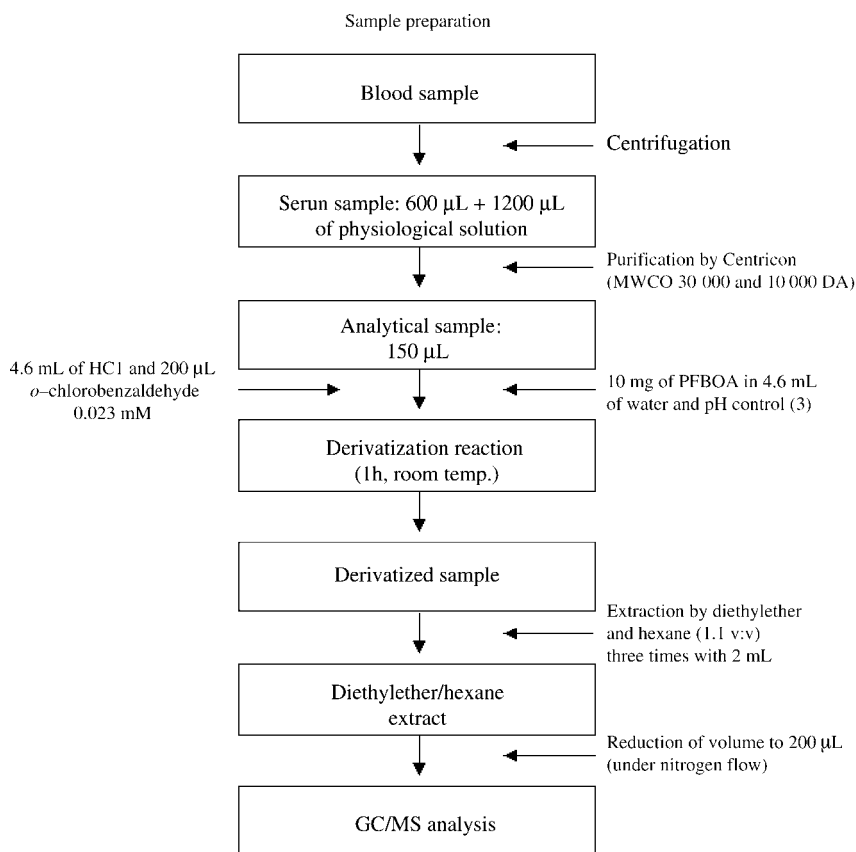 Sample preparation
Blood sample
Centrifugation
Serun sample: 600 µL + 1200 µL
of physiological solution
Purification by Centricon
(MWCO 30 000 and 10 000 DA)
Analytical sample:
150 µL
4.6 mL of HC1 and 200 µL
o–chlorobenzaldehyde
0.023 mM
10 mg of PFBOA in 4.6 mL
of water and pH control (3)
Derivatization reaction
(1h, room temp.)
Derivatized sample
Extraction by diethylether
and hexane (1.1 v:v)
three times with 2 mL
Diethylether/hexane
extract
Reduction of volume to 200 µL
(under nitrogen flow)
GC/MS analysis